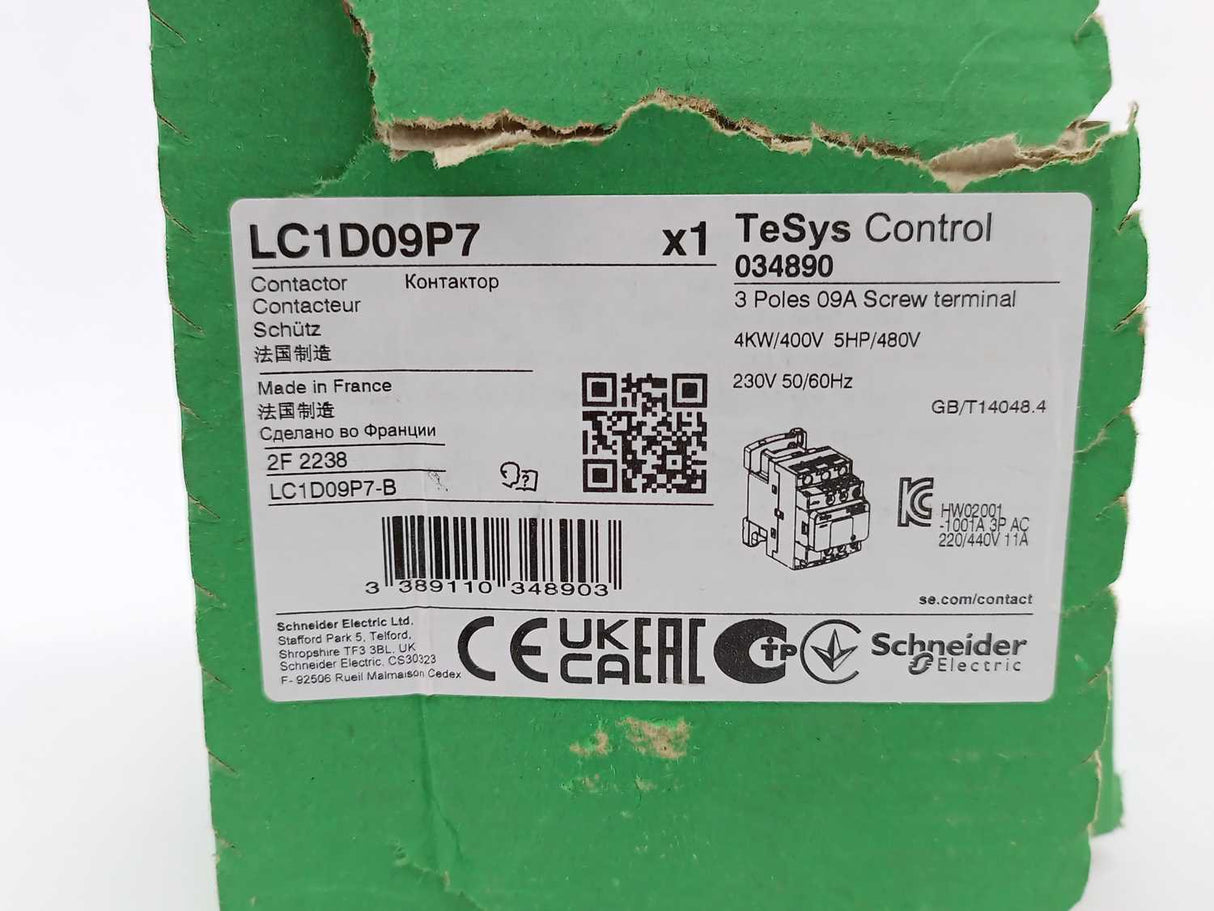 LC1D09P7 x1
Contactor Контактор
Contacteur
Schütz
法国制造
Made in France
法国制造
Сделано во Франции
2F 2238
LC1D09P7-B
?
3 389110 348903
TeSys Control
034890
3 Poles 09A Screw terminal
4KW/400V 5HP/480V
230V 50/60Hz
GB/T14048.4
HW02001
-1001A 3P AC
220/440V 11A
se.com/contact
Schneider Electric Ltd.
Stafford Park 5, Telford,
Shropshire TF3 3BL. UK
Schneider Electric, CS30323
F- 92506 Rueil Malmaison Cedex
CE UK CA EAC
Schneider
Electric